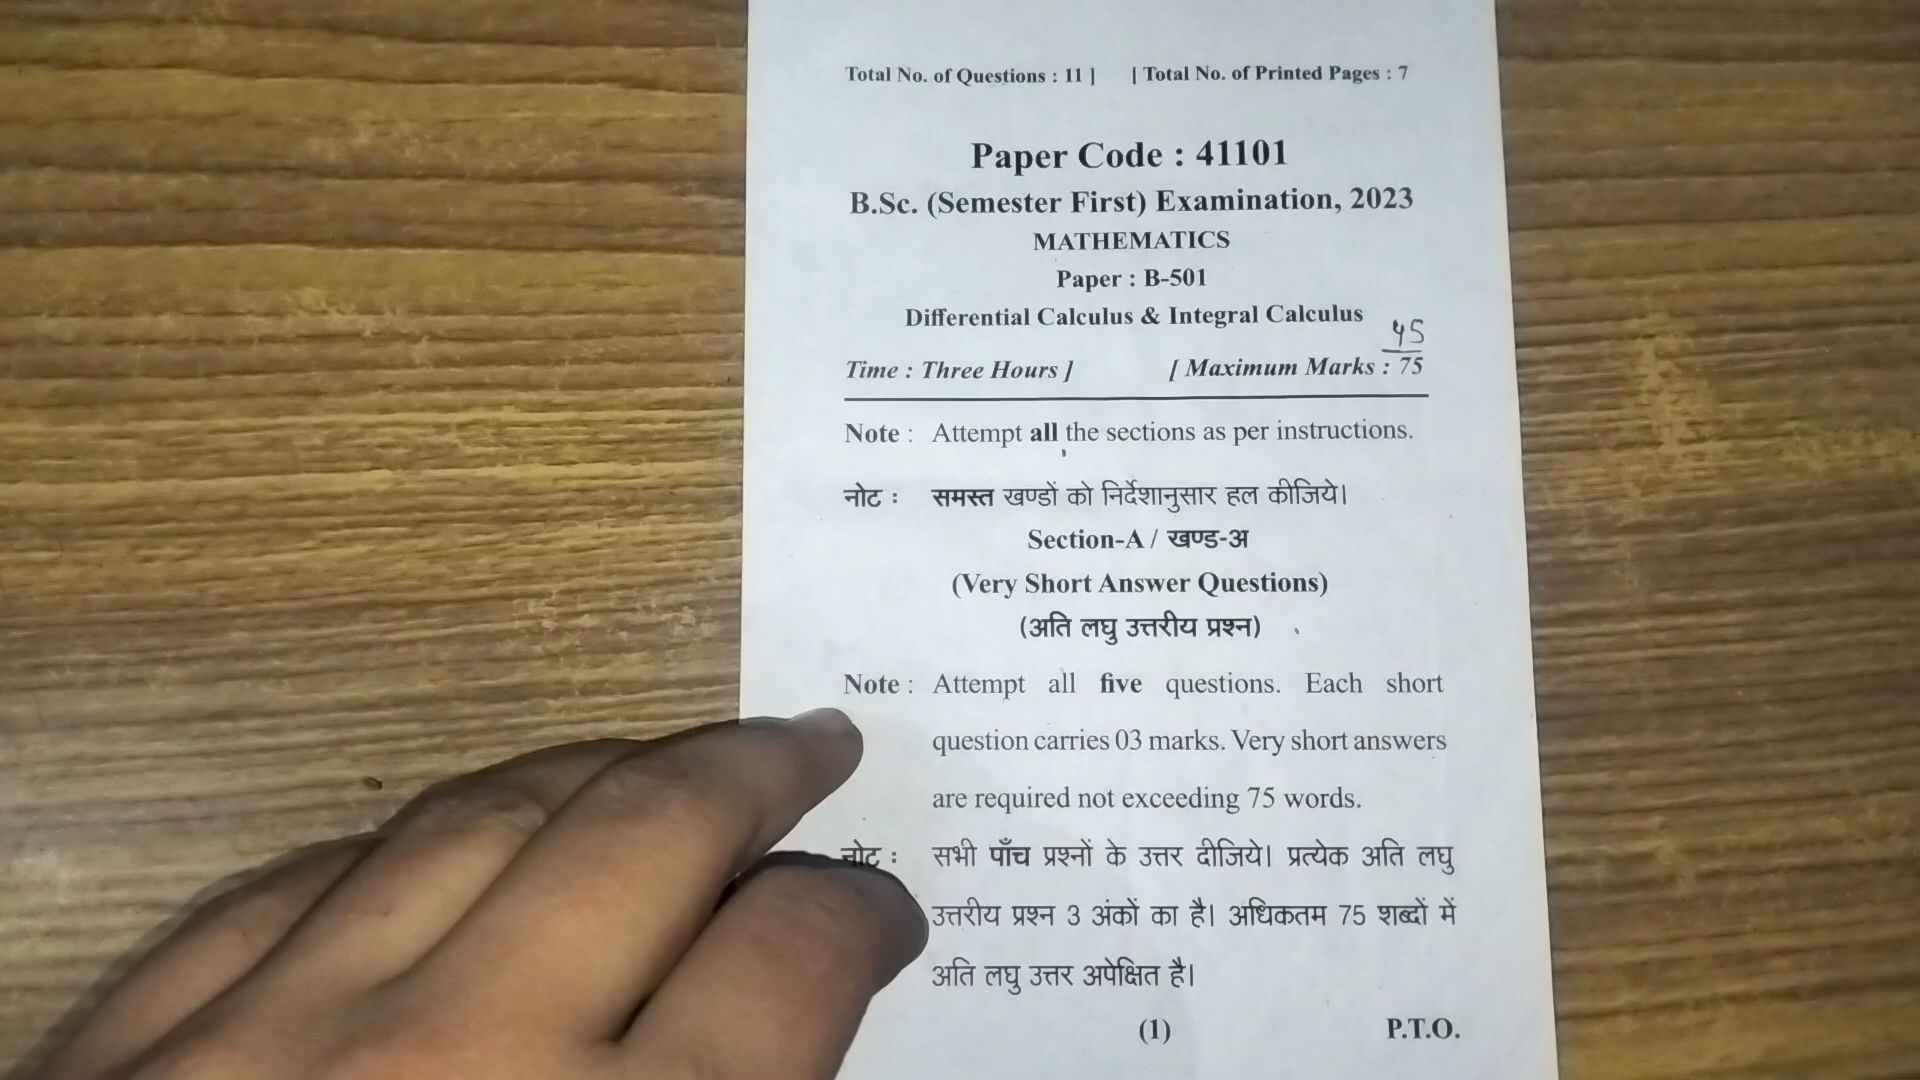 Total No. of Questions : 11 ] [ Total No. of Printed Pages : 7
Paper Code : 41101
B.Sc. (Semester First) Examination, 2023
MATHEMATICS
Paper : B-501
Differential Calculus & Integral Calculus
45
Time : Three Hours ] [ Maximum Marks : 75
Note : Attempt all the sections as per instructions.
नोट : समस्त खण्डों को निर्देशानुसार हल कीजिये।
Section-A / खण्ड-अ
(Very Short Answer Questions)
(अति लघु उत्तरीय प्रश्न)
Note : Attempt all five questions. Each short
question carries 03 marks. Very short answers
are required not exceeding 75 words.
नोट : सभी पाँच प्रश्नों के उत्तर दीजिये। प्रत्येक अति लघु
उत्तरीय प्रश्न 3 अंकों का है। अधिकतम 75 शब्दों में
अति लघु उत्तर अपेक्षित है।
(1) P.T.O.